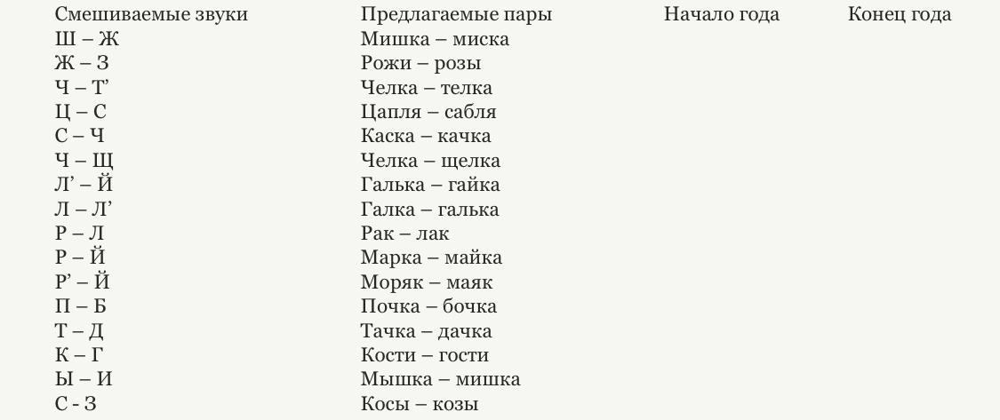 Смешиваемые звуки Предлагаемые пары Начало года Конец года
Ш – Ж Мишка – миска
Ж – З Рожи – розы
Ч – Т’ Челка – телка
Ц – С Цапля – сабля
С – Ч Каска – качка
Ч – Щ Челка – щелка
Л’ – Й Галька – гайка
Л – Л’ Галка – галька
Р – Л Рак – лак
Р – Й Марка – майка
Р’ – Й Моряк – маяк
П – Б Почка – бочка
Т – Д Тачка – дачка
К – Г Кости – гости
Ы – И Мышка – мишка
С - З Косы – козы